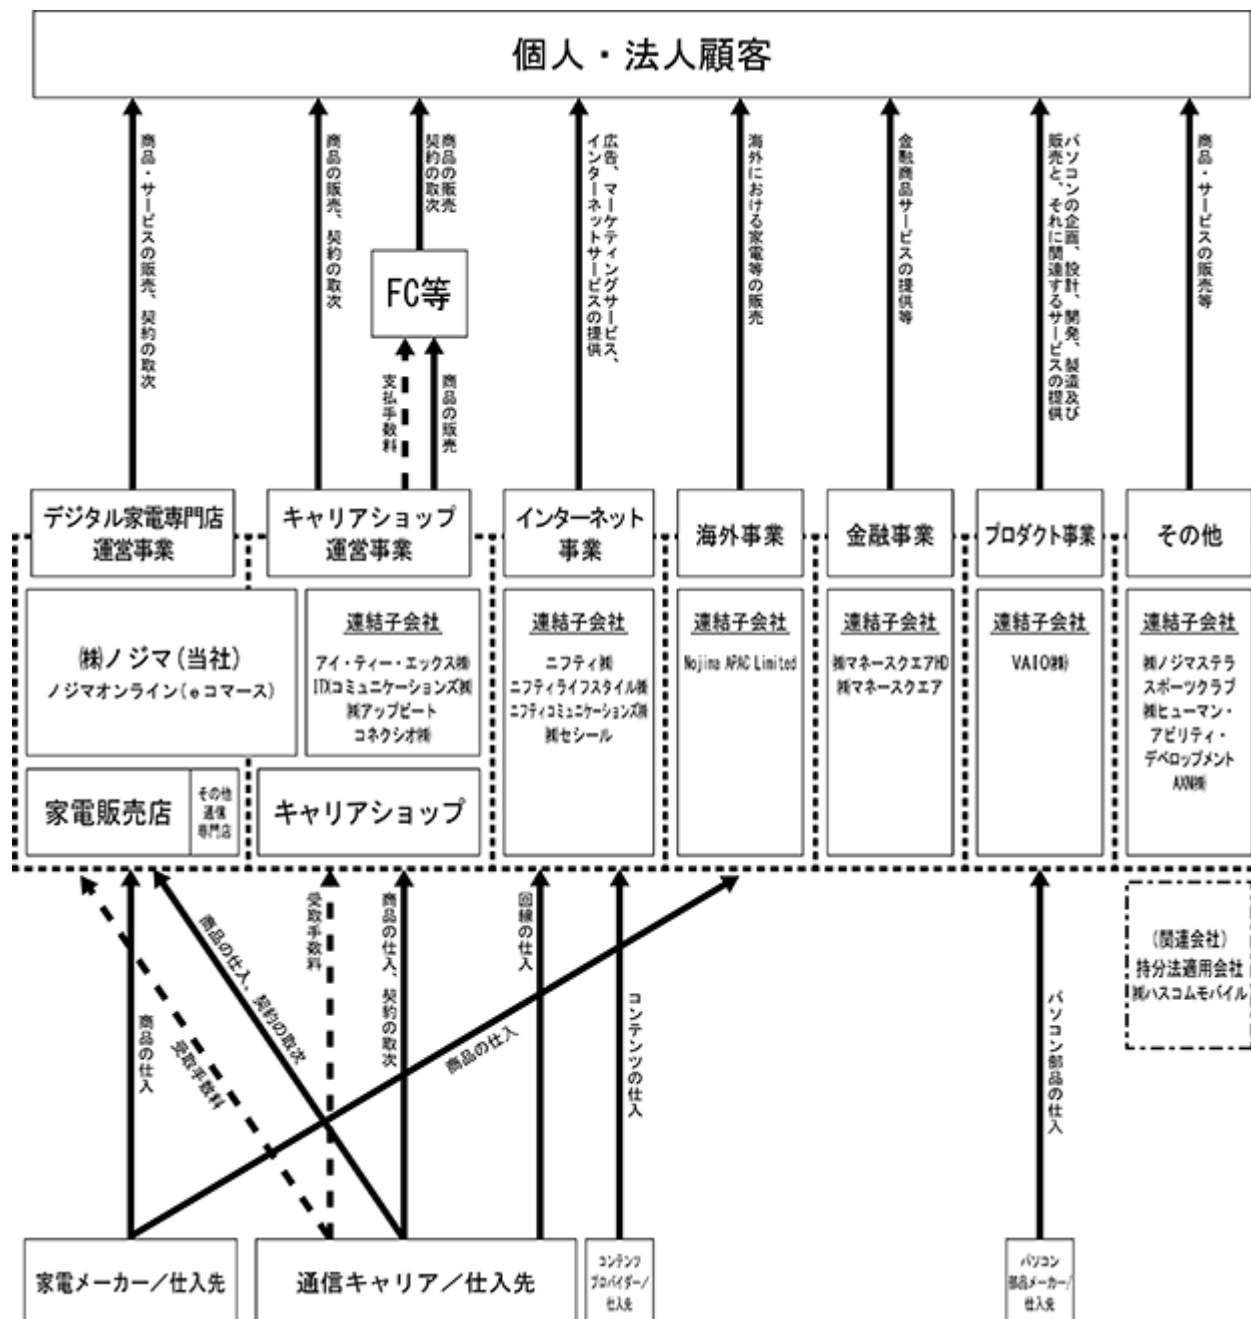 個人・法人顧客
商品・サービスの販売、契約の取次
商品の販売、契約の取次
商品の販売
契約の取次
広告、マーケティングサービス、
インターネットサービスの提供
海外における家電等の販売
金融商品サービスの提供等
パソコンの企画、設計、開発、製造及び
販売と、それに関連するサービスの提供
商品・サービスの販売等
FC等
支払手数料
商品の販売
デジタル家電専門店
運営事業
キャリアショップ
運営事業
インターネット
事業
海外事業
金融事業
プロダクト事業
その他
㈱ノジマ(当社)
ノジマオンライン(eコマース)
連結子会社
アイ・ティー・エックス㈱
ITXコミュニケーションズ㈱
㈱アップビート
コネクシオ㈱
連結子会社
ニフティ㈱
ニフティライフスタイル㈱
ニフティコミュニケーションズ㈱
㈱セシール
連結子会社
Nojima APAC Limited
連結子会社
㈱マネースクエアHD
㈱マネースクエア
連結子会社
VAIO㈱
連結子会社
㈱ノジマステラ
スポーツクラブ
㈱ヒューマン・
アビリティ・
デベロップメント
AXN㈱
家電販売店
その他
通信
専門店
キャリアショップ
商品の仕入
受取手数料
商品の仕入、契約の取次
受取手数料
商品の仕入、契約の取次
回線の仕入
商品の仕入
コンテンツの仕入
パソコン部品の仕入
(関連会社)
持分法適用会社
㈱ハスコムモバイル
家電メーカー/仕入先
通信キャリア/仕入先
コンテンツ
プロバイダー/
仕入先
パソコン
部品メーカー/
仕入先